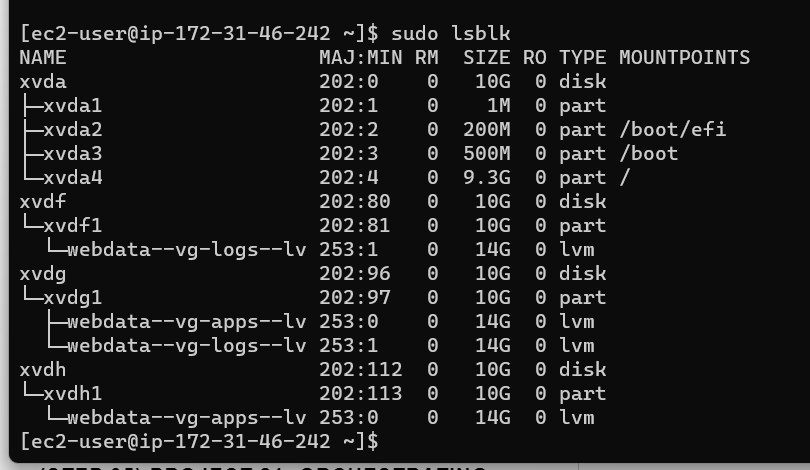 [ec2-user@ip-172-31-46-242 ~]$ sudo lsblk
NAME                     MAJ:MIN RM  SIZE RO TYPE MOUNTPOINTS
xvda                     202:0    0   10G  0 disk
├─xvda1                  202:1    0    1M  0 part
├─xvda2                  202:2    0  200M  0 part /boot/efi
├─xvda3                  202:3    0  500M  0 part /boot
└─xvda4                  202:4    0  9.3G  0 part /
xvdf                     202:80   0   10G  0 disk
└─xvdf1                  202:81   0   10G  0 part
  └─webdata--vg-logs--lv 253:1    0   14G  0 lvm
xvdg                     202:96   0   10G  0 disk
└─xvdg1                  202:97   0   10G  0 part
  ├─webdata--vg-apps--lv 253:0    0   14G  0 lvm
  └─webdata--vg-logs--lv 253:1    0   14G  0 lvm
xvdh                     202:112  0   10G  0 disk
└─xvdh1                  202:113  0   10G  0 part
  └─webdata--vg-apps--lv 253:0    0   14G  0 lvm
[ec2-user@ip-172-31-46-242 ~]$